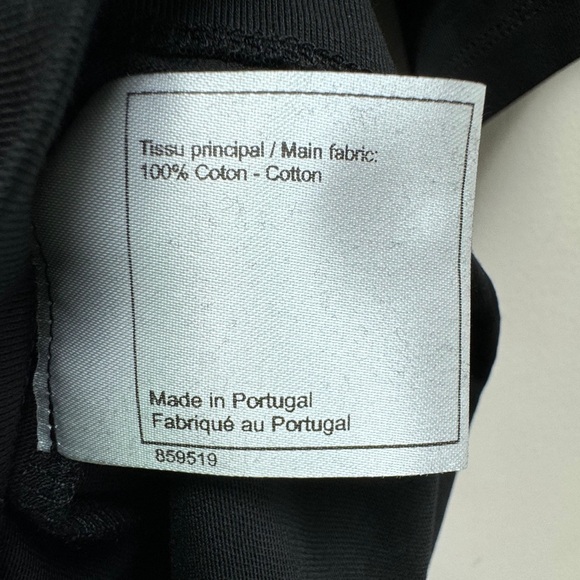 Tissu principal / Main fabric:
100% Coton - Cotton
Made in Portugal
Fabriqué au Portugal
859519